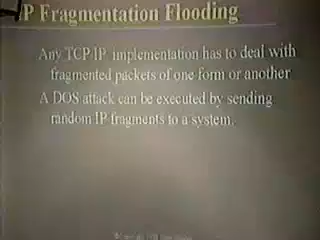 IP Fragmentation Flooding
Any TCP/IP implementation has to deal with
fragmented packets of one form or another
A DOS attack can be executed by sending
random IP fragments to a system.